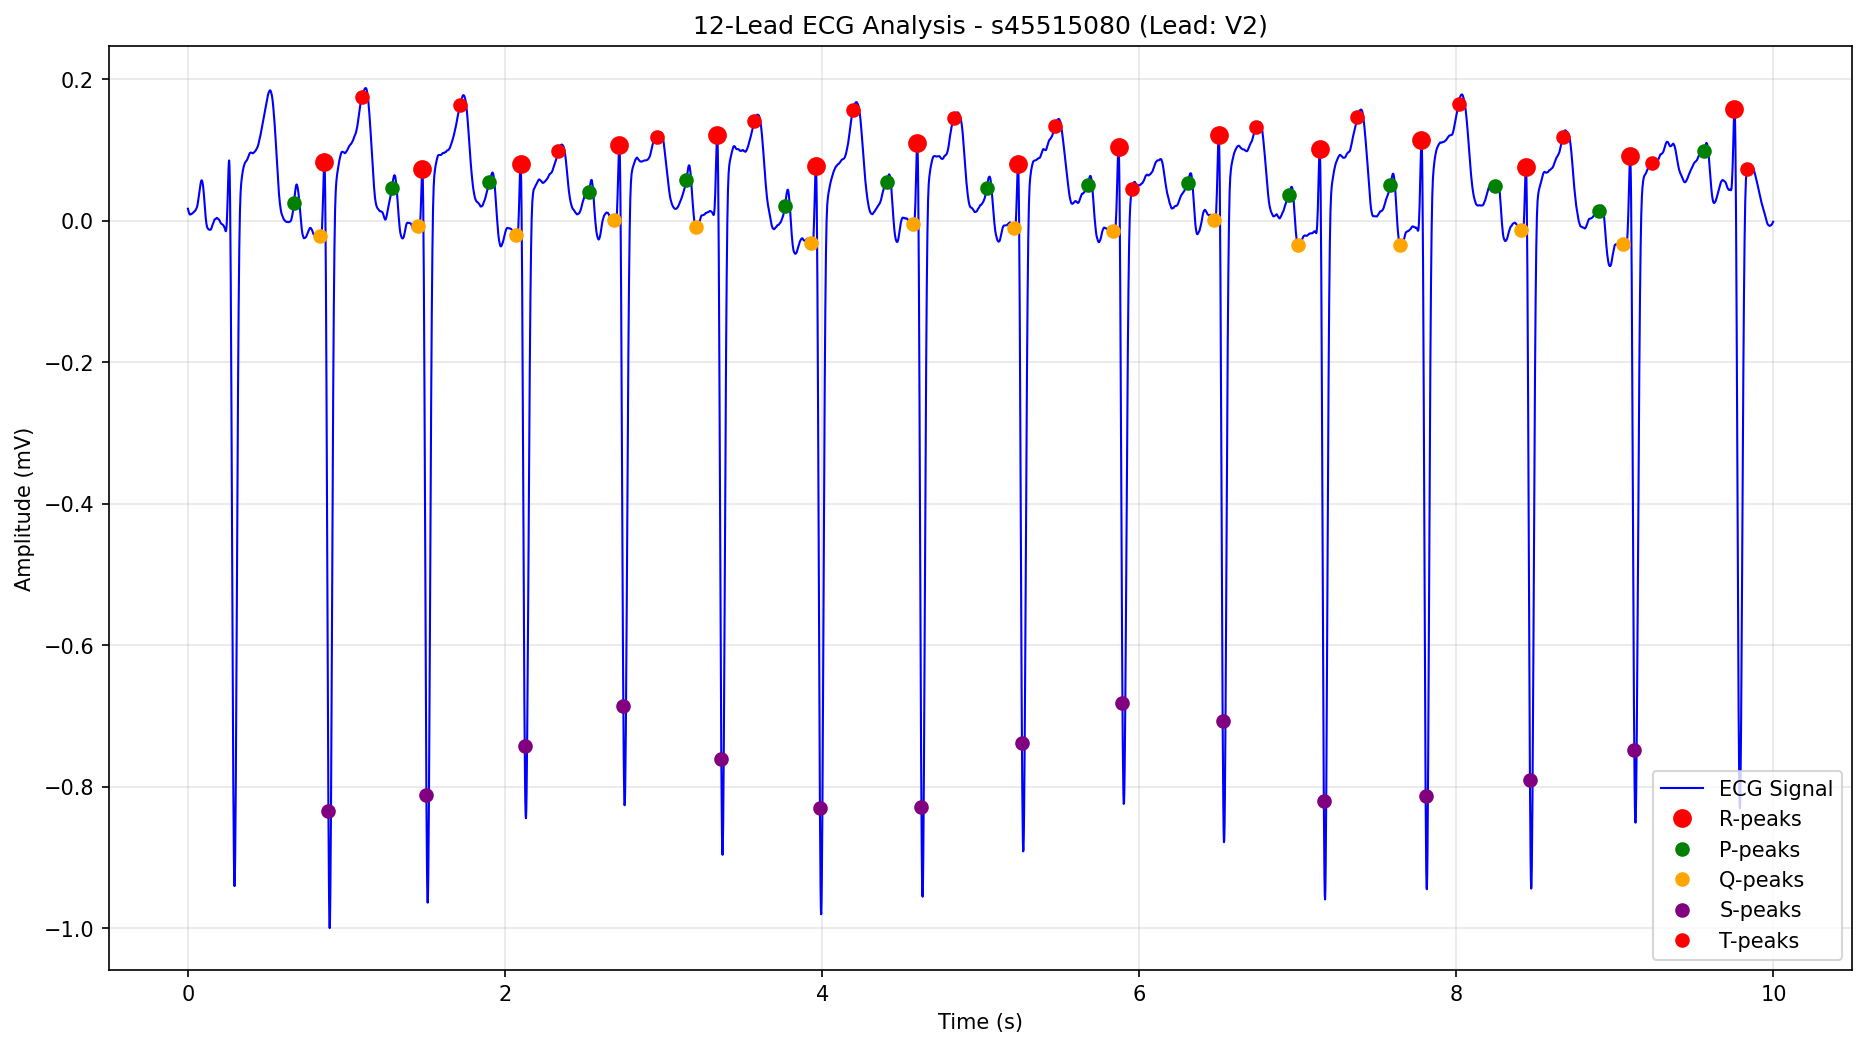 12-Lead ECG Analysis - s45515080 (Lead: V2)
0.2
0.0
−0.2
−0.4
−0.6
−0.8
−1.0
Amplitude (mV)
ECG Signal
R-peaks
P-peaks
Q-peaks
S-peaks
T-peaks
0 2 4 6 8 10
Time (s)